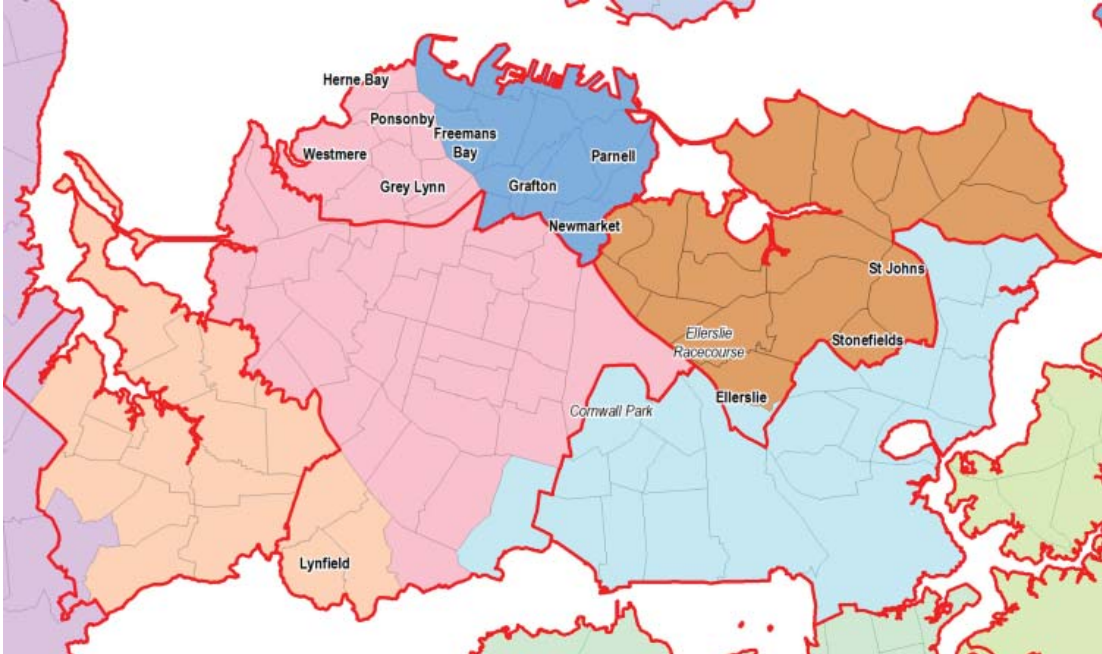 Herne Bay
Ponsonby
Freemans
Bay
Westmere
Parnell
Grey Lynn
Grafton
Newmarket
St Johns
Ellerslie
Racecourse
Stonefields
Ellerslie
Cornwall Park
Lynfield